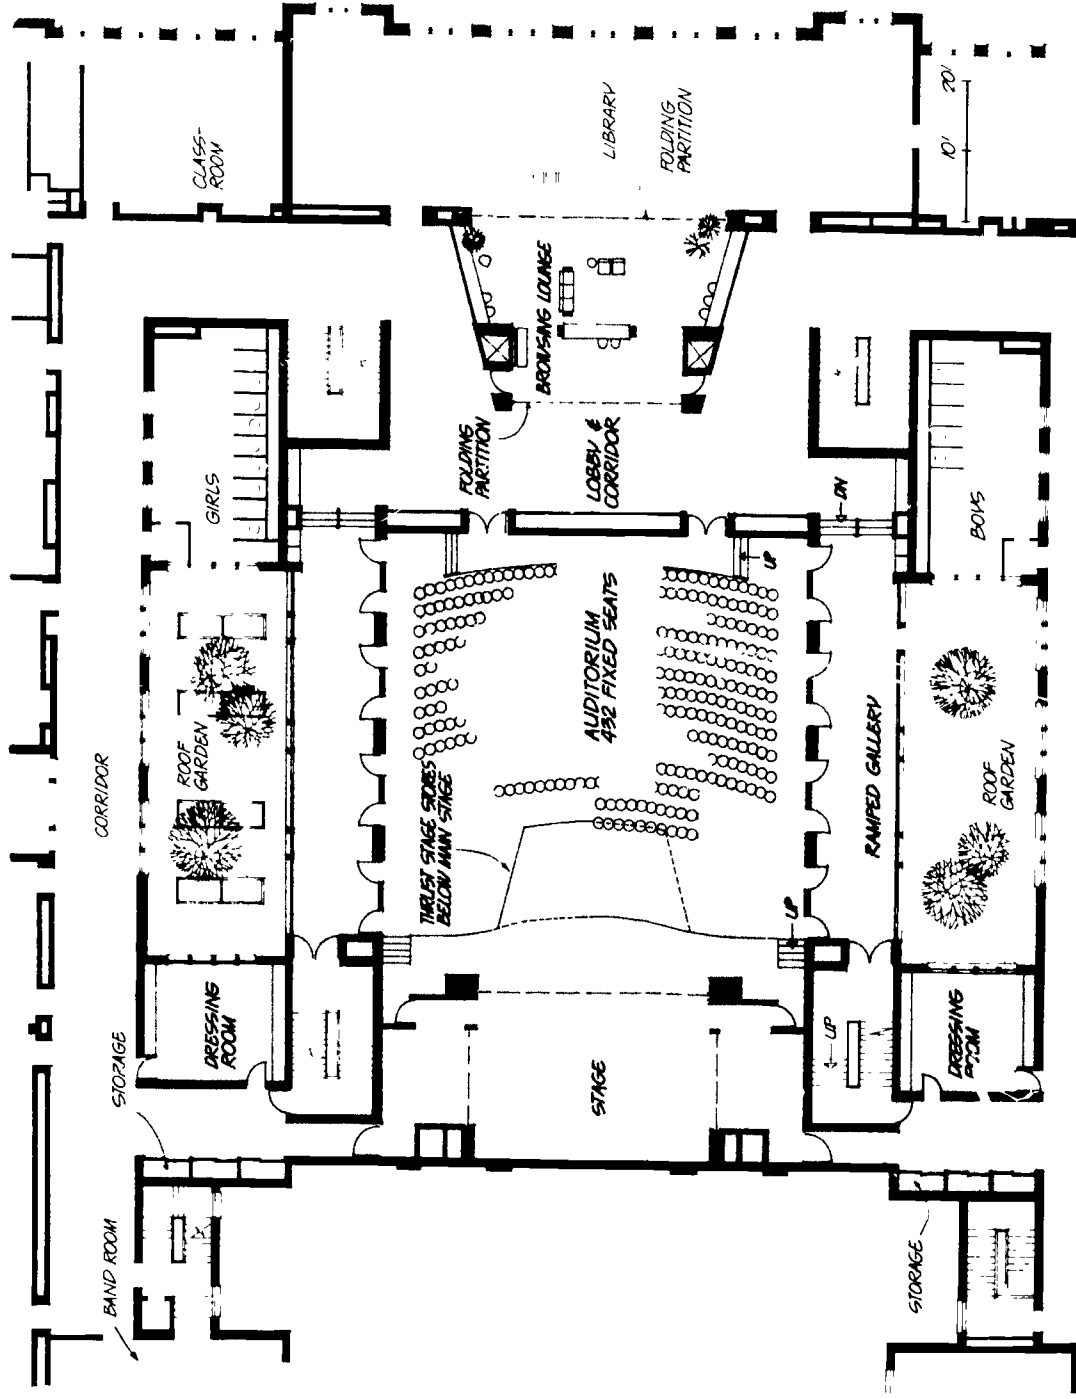 CLASS-
ROOM
LIBRARY
FOLDING
PARTITION
10'
20'
BROWSING LOUNGE
FOLDING
PARTITION
LOBBY &
CORRIDOR
GIRLS
DN
BOYS
UP
AUDITORIUM
432 FIXED SEATS
ROOF
GARDEN
CORRIDOR
THRUST STAGE STORES
BELOW MAIN STAGE
RAMPED GALLERY
ROOF
GARDEN
UP
DRESSING
ROOM
STORAGE
STAGE
UP
DRESSING
ROOM
BAND ROOM
STORAGE